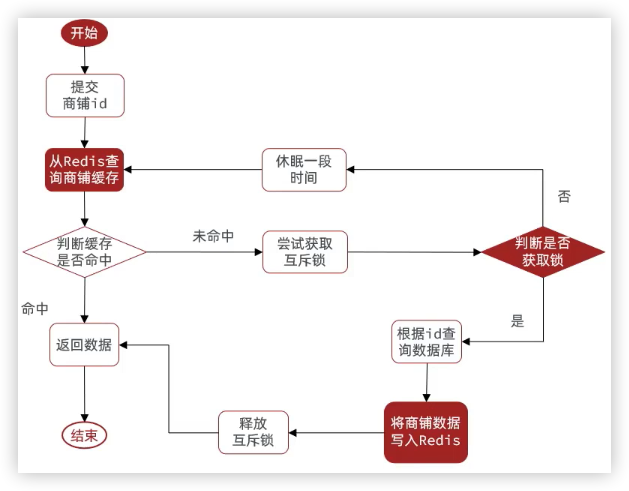 开始
提交
商铺id
从Redis查
询商铺缓存
休眠一段
时间
否
判断缓存
是否命中
未命中
尝试获取
互斥锁
判断是否
获取锁
命中
是
返回数据
根据id查
询数据库
释放
互斥锁
将商铺数据
写入Redis
结束